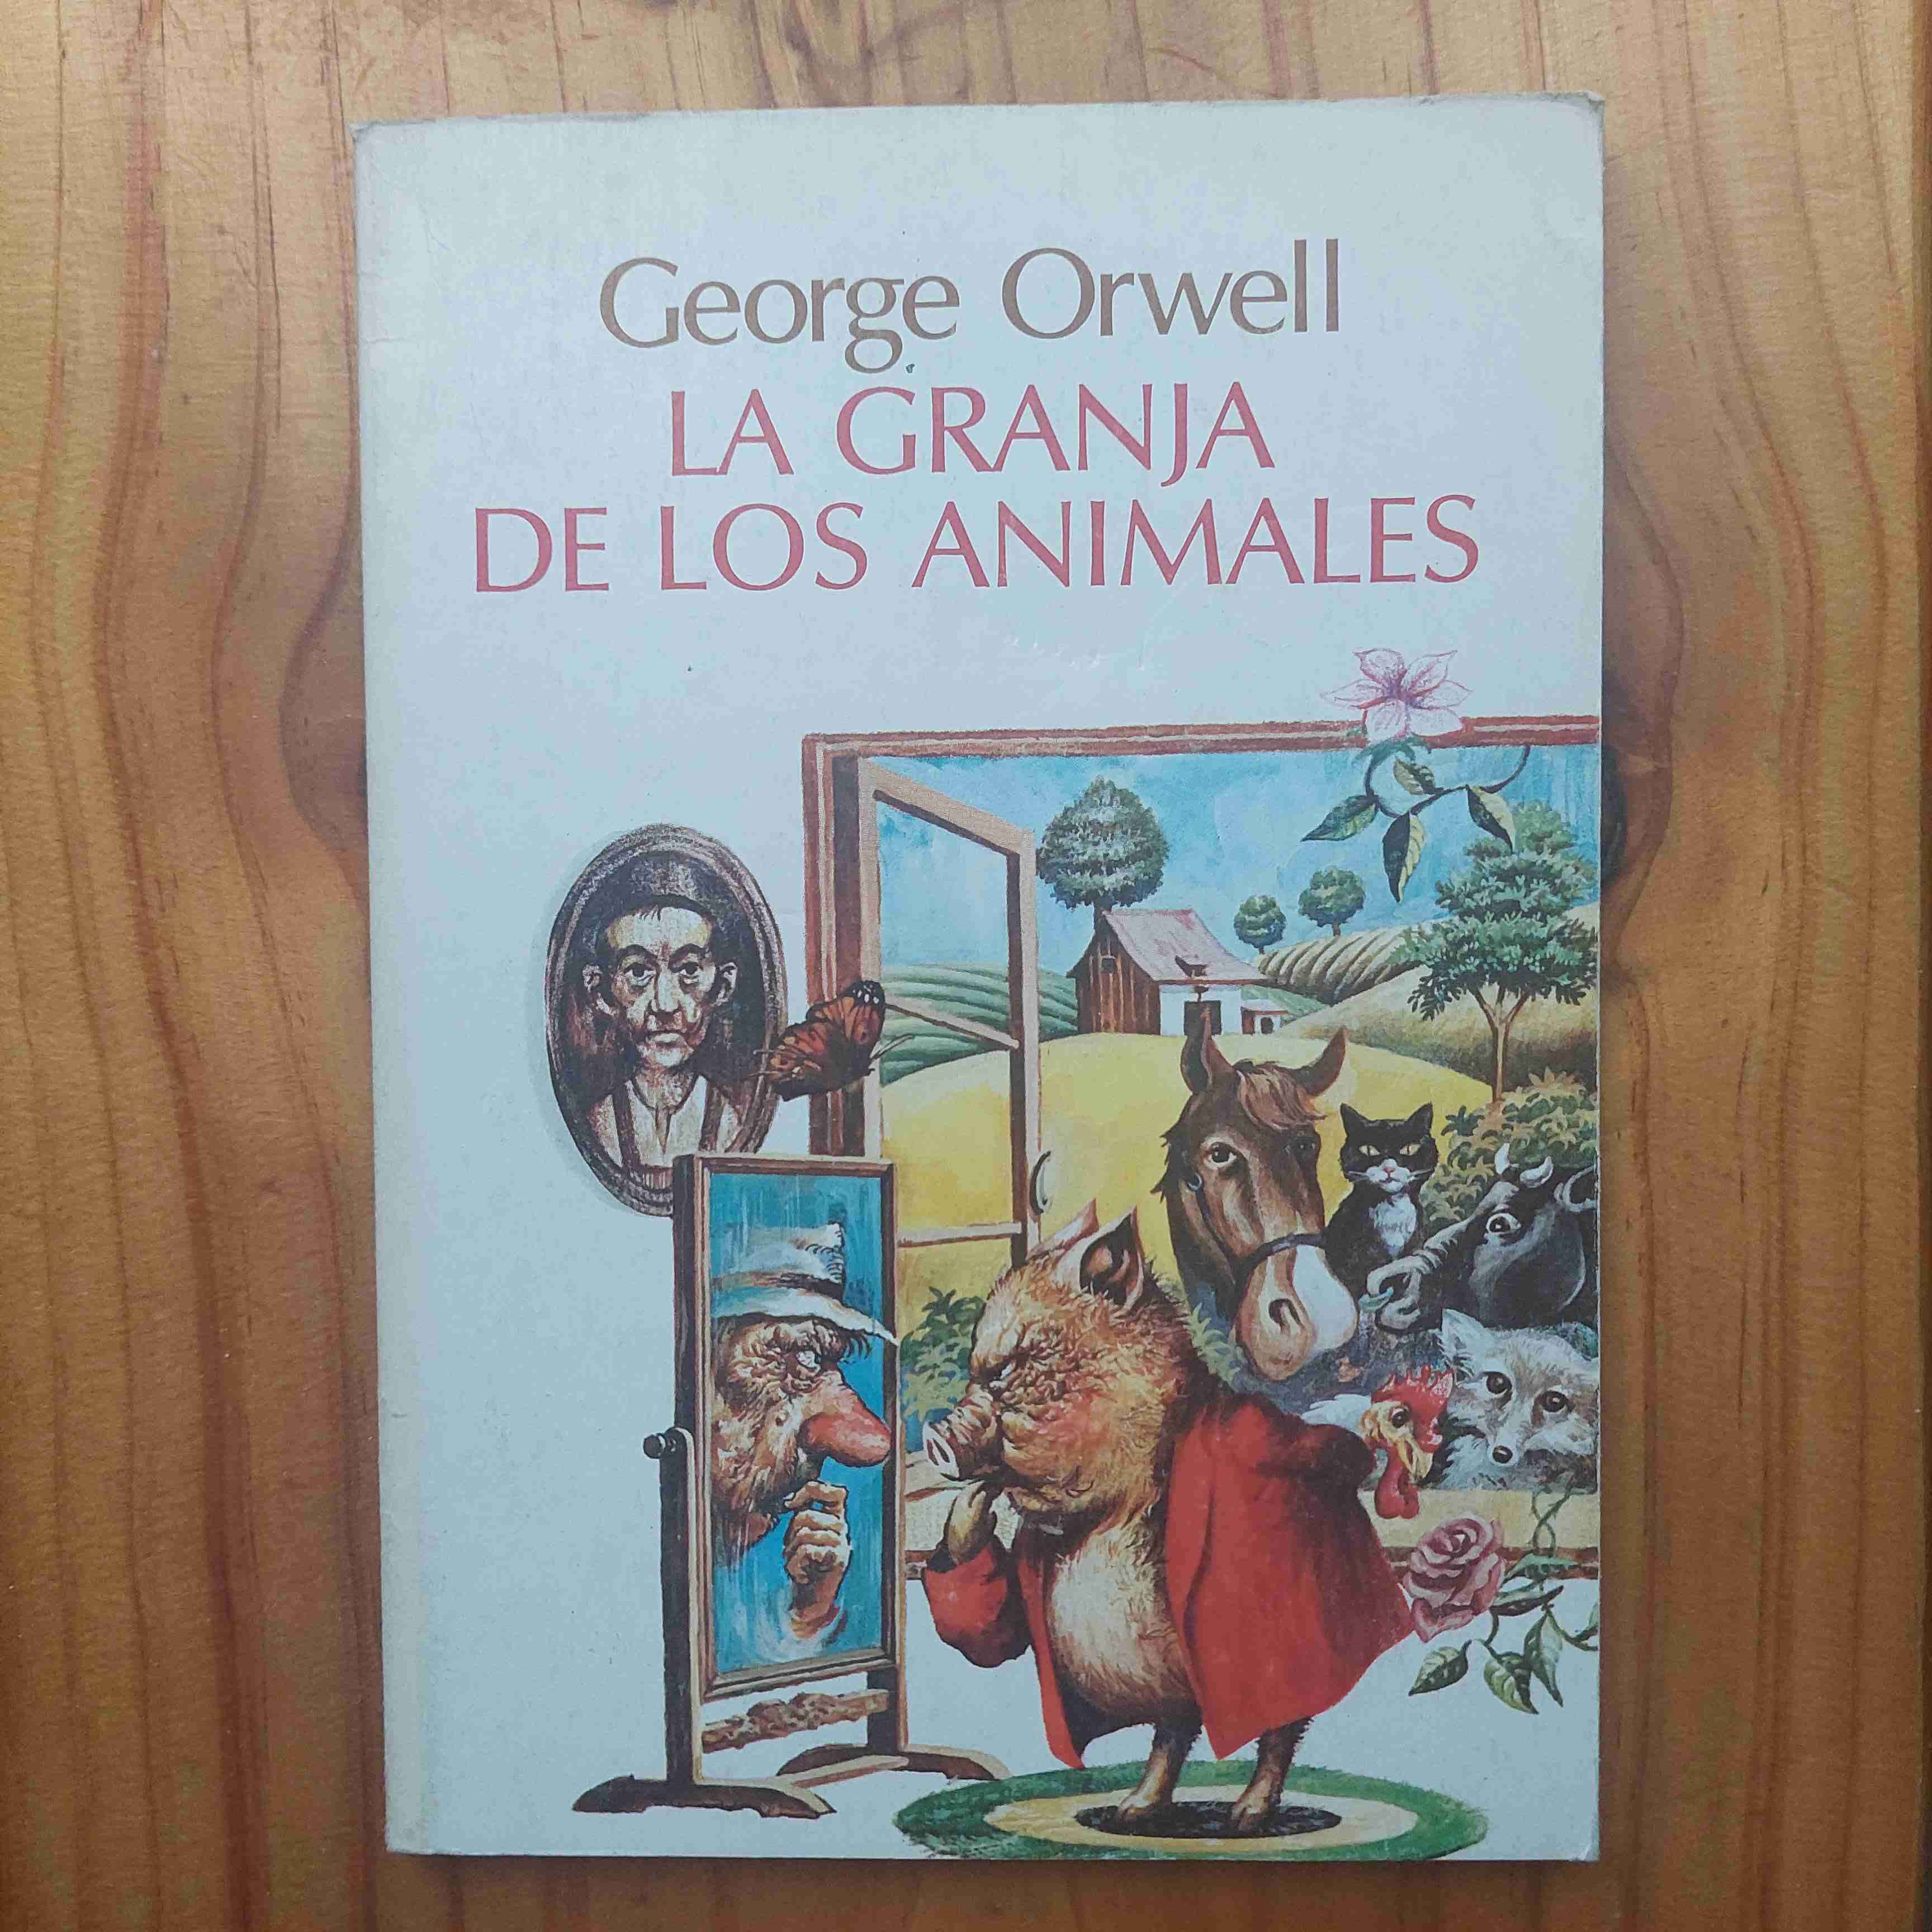 George Orwell
LA GRANJA
DE LOS ANIMALES